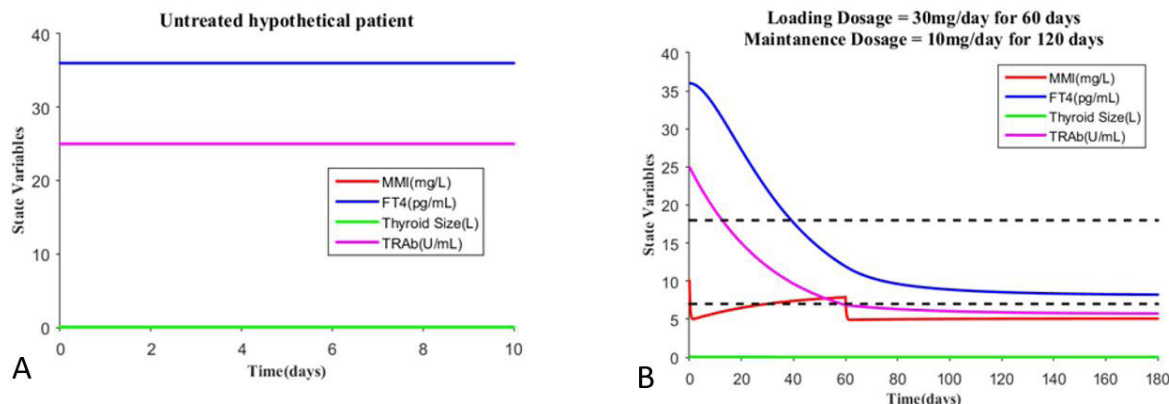 Untreated hypothetical patient
40
30
20
10
0
State Variables
MMI(mg/L)
FT4(pg/mL)
Thyroid Size(L)
TRAb(U/mL)
0 2 4 6 8 10
Time(days)
A
Loading Dosage = 30mg/day for 60 days
Maintanence Dosage = 10mg/day for 120 days
40
35
30
25
20
15
10
5
0
State Variables
MMI(mg/L)
FT4(pg/mL)
Thyroid Size(L)
TRAb(U/mL)
0 20 40 60 80 100 120 140 160 180
Time(days)
B